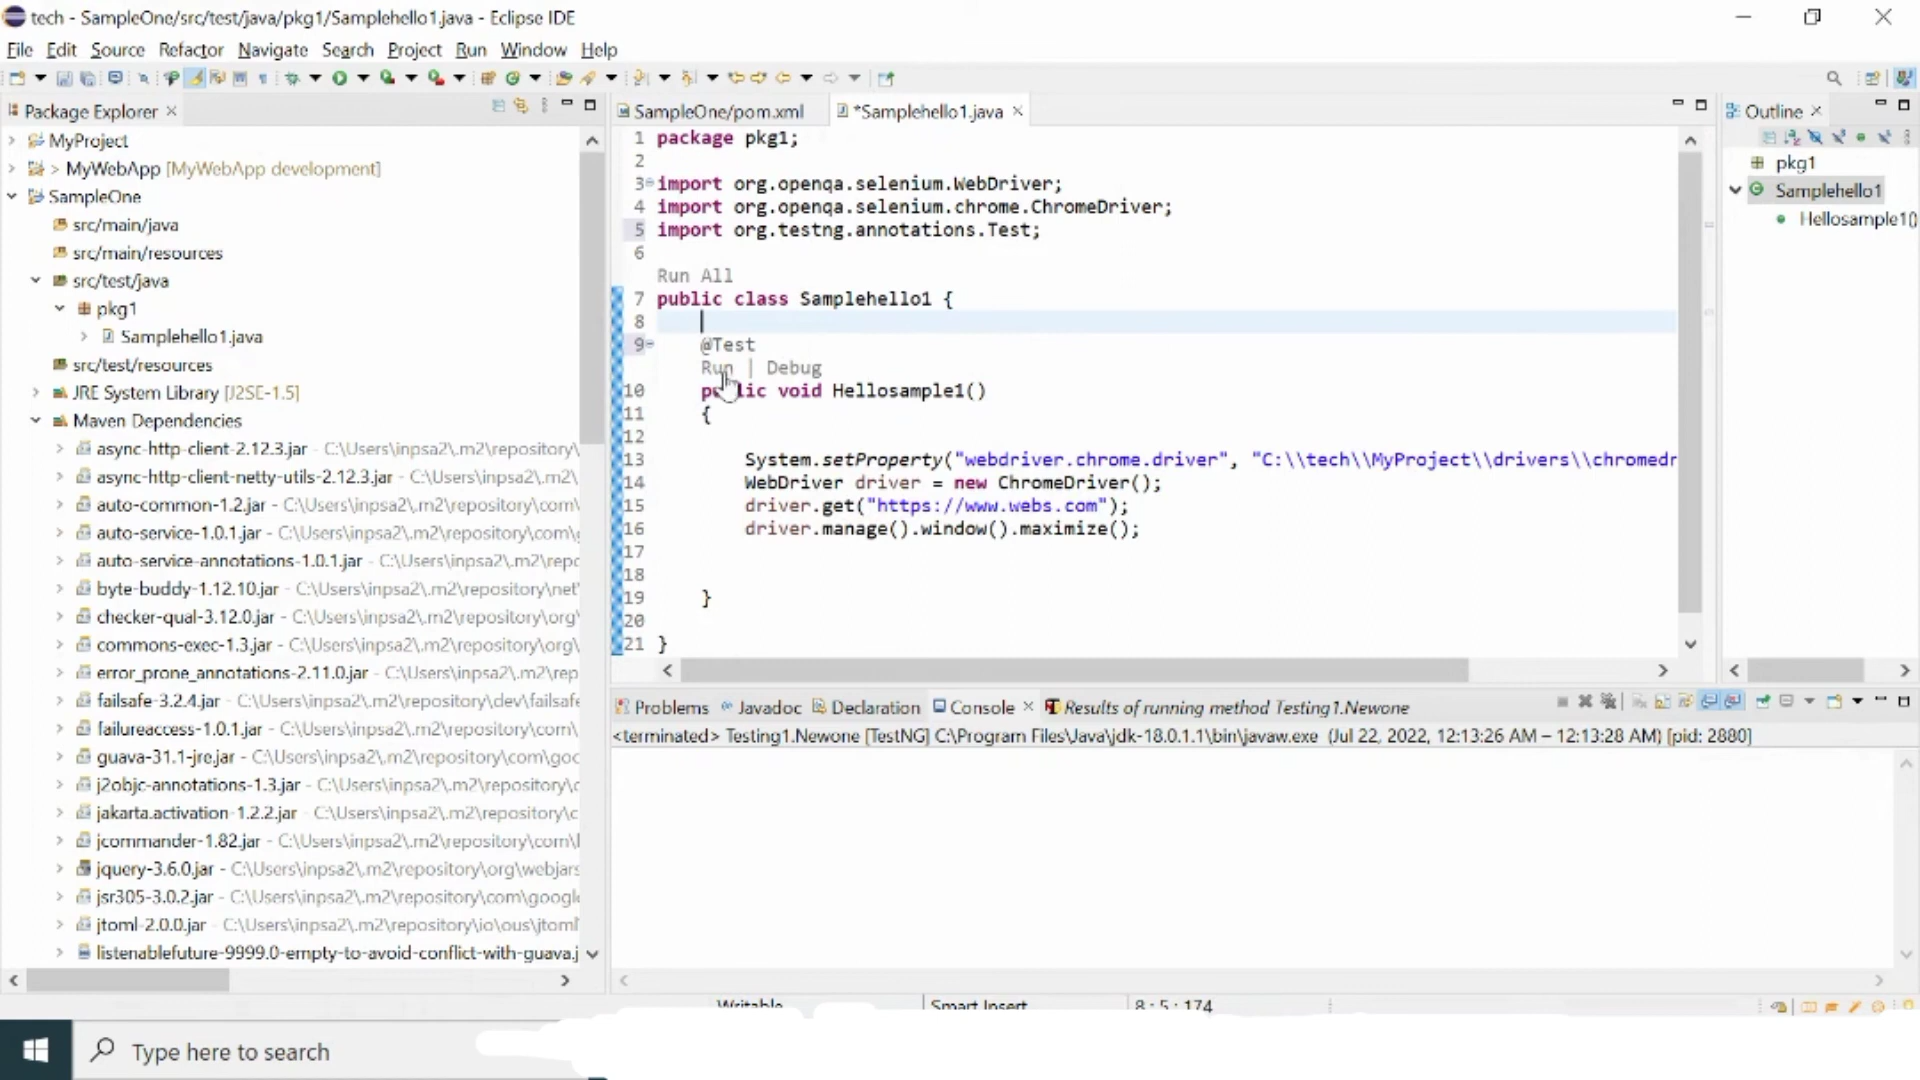 tech - SampleOne/src/test/java/pkg1/Samplehello1.java - Eclipse IDE
File Edit Source Refactor Navigate Search Project Run Window Help
Package Explorer
MyProject
> MyWebApp [MyWebApp development]
SampleOne
src/main/java
src/main/resources
src/test/java
pkg1
Samplehello1.java
src/test/resources
JRE System Library [J2SE-1.5]
Maven Dependencies
async-http-client-2.12.3.jar - C:\Users\inpsa2\.m2\repository\
async-http-client-netty-utils-2.12.3.jar - C:\Users\inpsa2\.m2\
auto-common-1.2.jar - C:\Users\inpsa2\.m2\repository\com\
auto-service-1.0.1.jar - C:\Users\inpsa2\.m2\repository\com\
auto-service-annotations-1.0.1.jar - C:\Users\inpsa2\.m2\repo
byte-buddy-1.12.10.jar - C:\Users\inpsa2\.m2\repository\net\
checker-qual-3.12.0.jar - C:\Users\inpsa2\.m2\repository\org\
commons-exec-1.3.jar - C:\Users\inpsa2\.m2\repository\org\
error_prone_annotations-2.11.0.jar - C:\Users\inpsa2\.m2\rep
failsafe-3.2.4.jar - C:\Users\inpsa2\.m2\repository\dev\failsafe
failureaccess-1.0.1.jar - C:\Users\inpsa2\.m2\repository\com\
guava-31.1-jre.jar - C:\Users\inpsa2\.m2\repository\com\goo
j2objc-annotations-1.3.jar - C:\Users\inpsa2\.m2\repository\c
jakarta.activation-1.2.2.jar - C:\Users\inpsa2\.m2\repository\c
jcommander-1.82.jar - C:\Users\inpsa2\.m2\repository\com\
jquery-3.6.0.jar - C:\Users\inpsa2\.m2\repository\org\webjars
jsr305-3.0.2.jar - C:\Users\inpsa2\.m2\repository\com\google
jtoml-2.0.0.jar - C:\Users\inpsa2\.m2\repository\io\ous\jtoml
listenablefuture-9999.0-empty-to-avoid-conflict-with-guava.j
SampleOne/pom.xml *Samplehello1.java
1 package pkg1;
2
3 import org.openqa.selenium.WebDriver;
4 import org.openqa.selenium.chrome.ChromeDriver;
5 import org.testng.annotations.Test;
6
Run All
7 public class Samplehello1 {
8
9 @Test
Run | Debug
10 public void Hellosample1()
11 {
12
13 System.setProperty("webdriver.chrome.driver", "C:\\tech\\MyProject\\drivers\\chromedr
14 WebDriver driver = new ChromeDriver();
15 driver.get("https://www.webs.com");
16 driver.manage().window().maximize();
17
18
19 }
20
21 }
Outline
pkg1
Samplehello1
Hellosample1()
Problems Javadoc Declaration Console Results of running method Testing1.Newone
<terminated> Testing1.Newone [TestNG] C:\Program Files\Java\jdk-18.0.1.1\bin\javaw.exe (Jul 22, 2022, 12:13:26 AM – 12:13:28 AM) [pid: 2880]
Writable Smart Insert 8 : 5 : 174
Type here to search